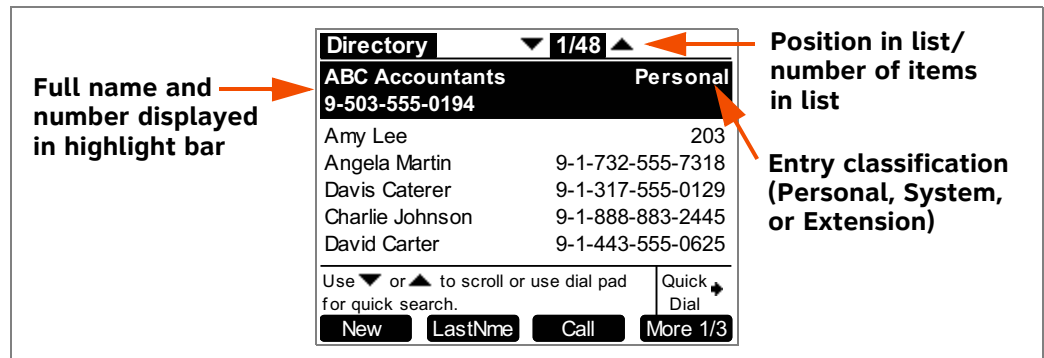 Full name and
number displayed
in highlight bar
Directory 1/48
ABC Accountants Personal
9-503-555-0194
Amy Lee 203
Angela Martin 9-1-732-555-7318
Davis Caterer 9-1-317-555-0129
Charlie Johnson 9-1-888-883-2445
David Carter 9-1-443-555-0625
Use ▼ or ▲ to scroll or use dial pad
for quick search.
Quick
Dial
New LastNme Call More 1/3
Position in list/
number of items
in list
Entry classification
(Personal, System,
or Extension)